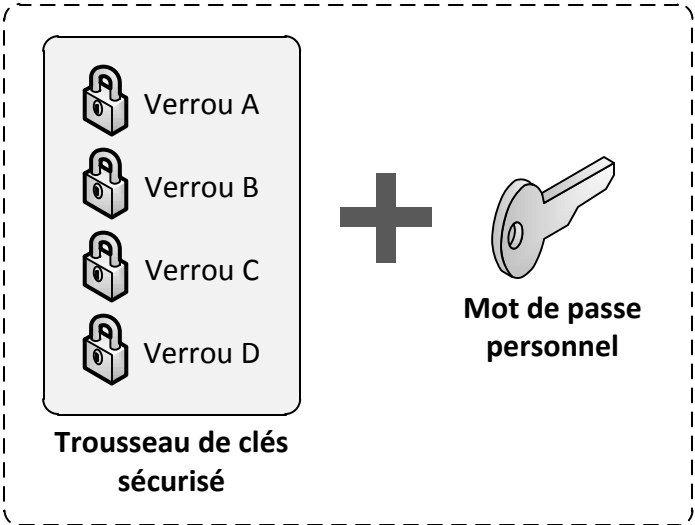 Verrou A
Verrou B
Verrou C
Verrou D
Trousseau de clés
sécurisé
Mot de passe
personnel